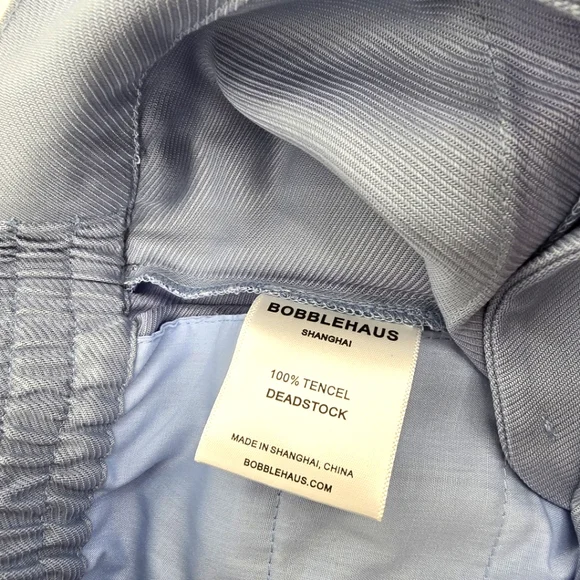 BOBBLEHAUS
SHANGHAI
100% TENCEL
DEADSTOCK
MADE IN SHANGHAI, CHINA
BOBBLEHAUS.COM